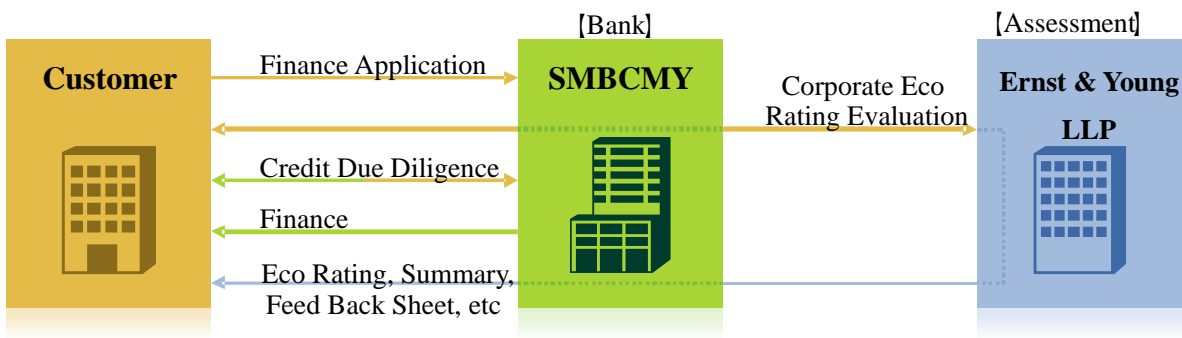 【Bank】
【Assessment】
Customer
Finance Application
SMBCMY
Corporate Eco
Rating Evaluation
Ernst & Young
LLP
Credit Due Diligence
Finance
Eco Rating, Summary,
Feed Back Sheet, etc